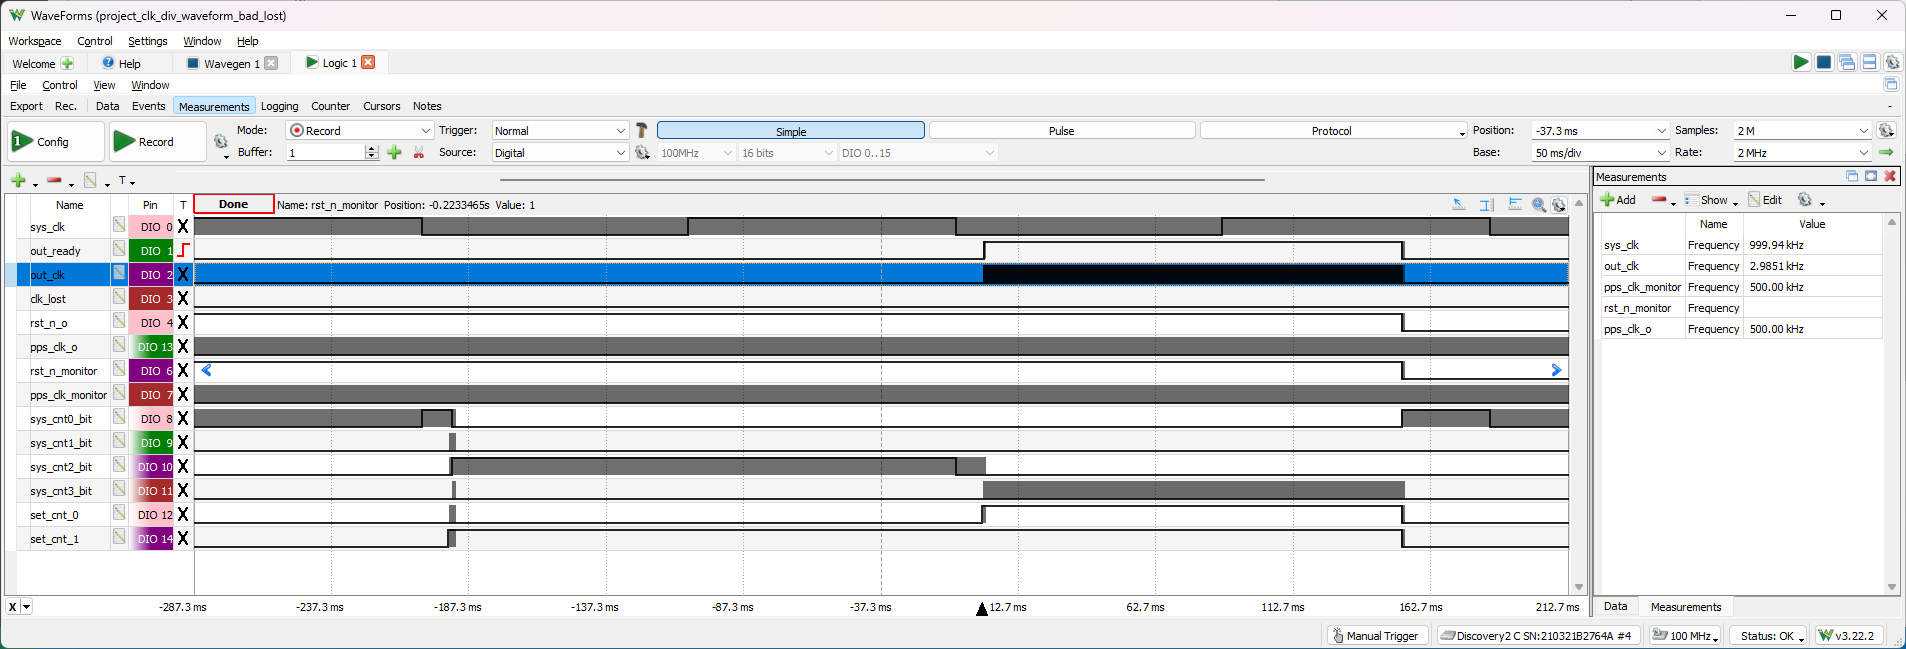 WaveForms (project_clk_div_waveform_bad_lost)
Workspace Control Settings Window Help
Welcome Help Wavegen 1 Logic 1
File Control View Window
Export Rec. Data Events Measurements Logging Counter Cursors Notes
1 Config Record Mode: Record Trigger: Normal Simple Pulse Protocol Position: -37.3 ms Samples: 2 M
Buffer: 1 Source: Digital 100MHz 16 bits DIO 0..15 Base: 50 ms/div Rate: 2 MHz
T
Name Pin T Done Name: rst_n_monitor Position: -0.2233465s Value: 1
sys_clk DIO 0 X
out_ready DIO 1
out_clk DIO 2 X
clk_lost DIO 3 X
rst_n_o DIO 4 X
pps_clk_o DIO 13 X
rst_n_monitor DIO 6 X
pps_clk_monitor DIO 7 X
sys_cnt0_bit DIO 8 X
sys_cnt1_bit DIO 9 X
sys_cnt2_bit DIO 10 X
sys_cnt3_bit DIO 11 X
set_cnt_0 DIO 12 X
set_cnt_1 DIO 14 X
X -287.3 ms -237.3 ms -187.3 ms -137.3 ms -87.3 ms -37.3 ms 12.7 ms 62.7 ms 112.7 ms 162.7 ms 212.7 ms
Measurements
Add Show Edit
Name Value
sys_clk Frequency 999.94 kHz
out_clk Frequency 2.9851 kHz
pps_clk_monitor Frequency 500.00 kHz
rst_n_monitor Frequency
pps_clk_o Frequency 500.00 kHz
Data Measurements
Manual Trigger Discovery2 C SN:210321B2764A #4 100 MHz Status: OK v3.22.2